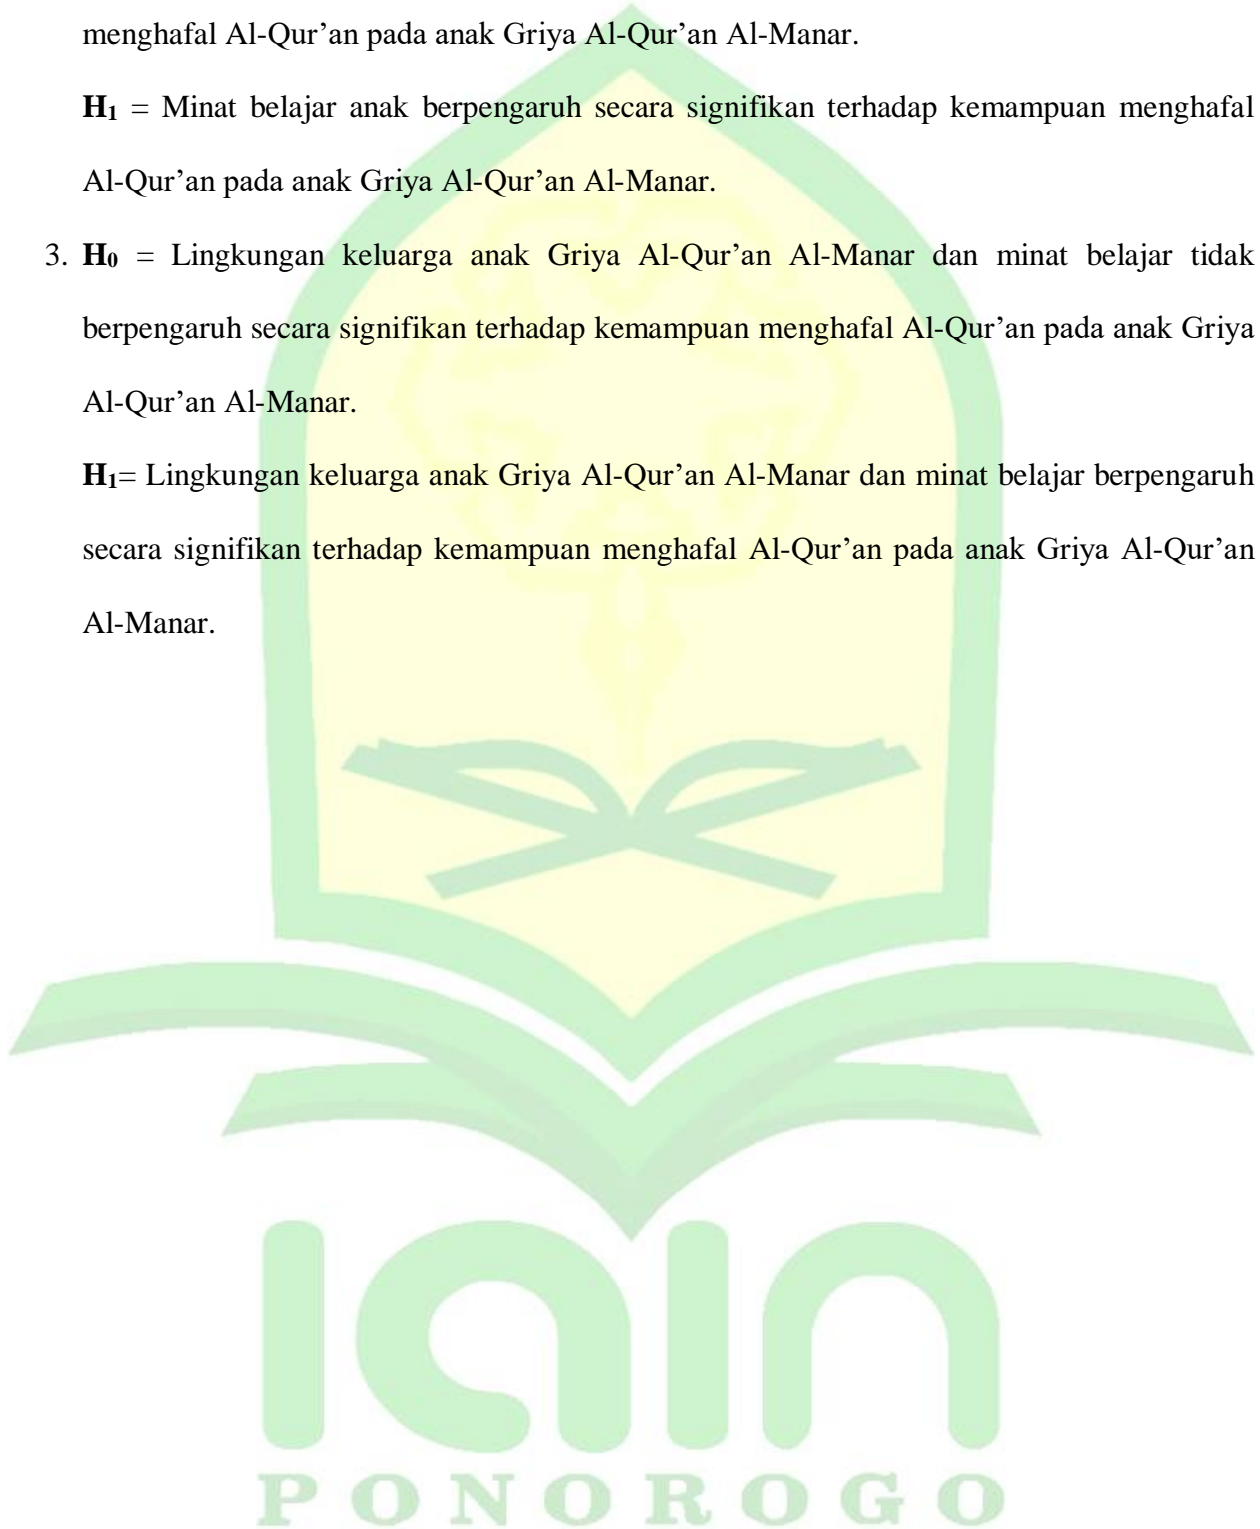 menghafal Al-Qur’an pada anak Griya Al-Qur’an Al-Manar.
H1 = Minat belajar anak berpengaruh secara signifikan terhadap kemampuan menghafal
Al-Qur’an pada anak Griya Al-Qur’an Al-Manar.
3. H0 = Lingkungan keluarga anak Griya Al-Qur’an Al-Manar dan minat belajar tidak
berpengaruh secara signifikan terhadap kemampuan menghafal Al-Qur’an pada anak Griya
Al-Qur’an Al-Manar.
H1= Lingkungan keluarga anak Griya Al-Qur’an Al-Manar dan minat belajar berpengaruh
secara signifikan terhadap kemampuan menghafal Al-Qur’an pada anak Griya Al-Qur’an
Al-Manar.
iain
PONOROGO